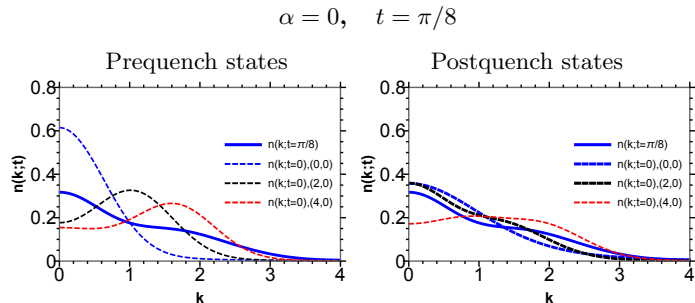 α = 0, t = π/8
Prequench states
n(k;t)
0.8
0.6
0.4
0.2
0
n(k;t=π/8)
n(k;t=0),(0,0)
n(k;t=0),(2,0)
n(k;t=0),(4,0)
0 1 2 3 4
k
Postquench states
n(k;t)
0.8
0.6
0.4
0.2
0
n(k;t=π/8)
n(k;t=0),(0,0)
n(k;t=0),(2,0)
n(k;t=0),(4,0)
0 1 2 3 4
k